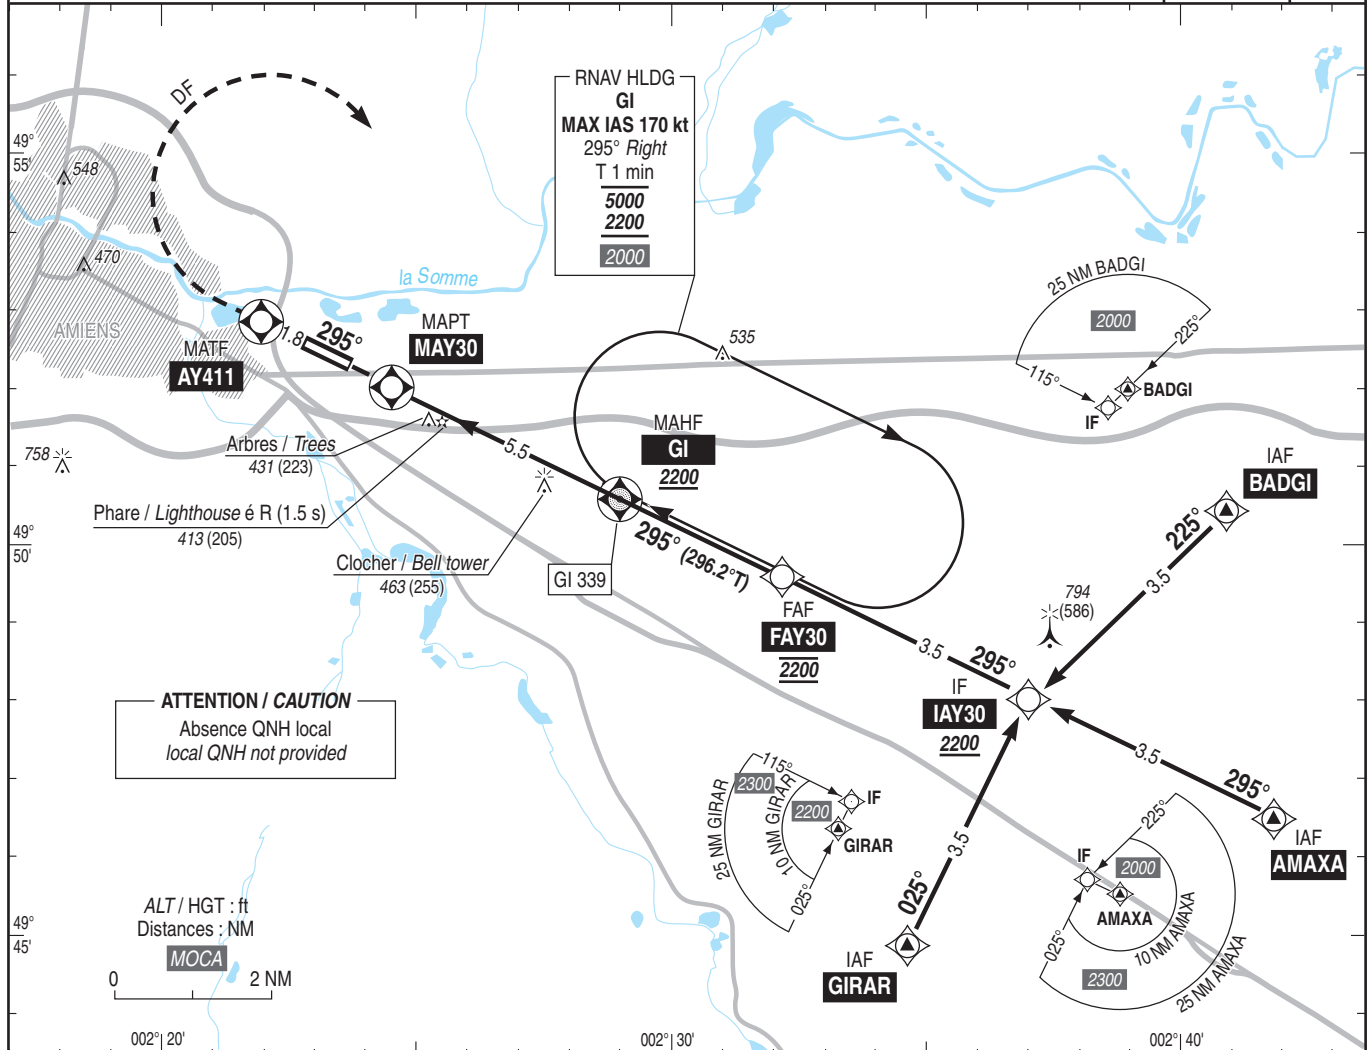 RNAV HLDG
GI
MAX IAS 170 kt
295° Right
T 1 min
5000
2200
2000
DF
49°
55'
548
470
la Somme
AMIENS
MATF
AY411
1.8
295°
MAPT
MAY30
535
25 NM BADGI
2000
225°
115°
BADGI
IF
MAHF
GI
2200
5.5
Arbres / Trees
431 (223)
758
Phare / Lighthouse é R (1.5 s)
413 (205)
Clocher / Bell tower
463 (255)
GI 339
295° (296.2°T)
IAF
BADGI
225°
3.5
49°
50'
794
(586)
FAF
FAY30
2200
3.5
295°
IF
IAY30
2200
ATTENTION / CAUTION
Absence QNH local
local QNH not provided
3.5
295°
IAF
AMAXA
25 NM GIRAR
2300
115°
10 NM GIRAR
2200
IF
GIRAR
025°
3.5
025°
IAF
GIRAR
225°
IF
2000
AMAXA
025°
10 NM AMAXA
2300
25 NM AMAXA
ALT / HGT : ft
Distances : NM
MOCA
0 2 NM
49°
45'
002° 20'
002° 30'
002° 40'